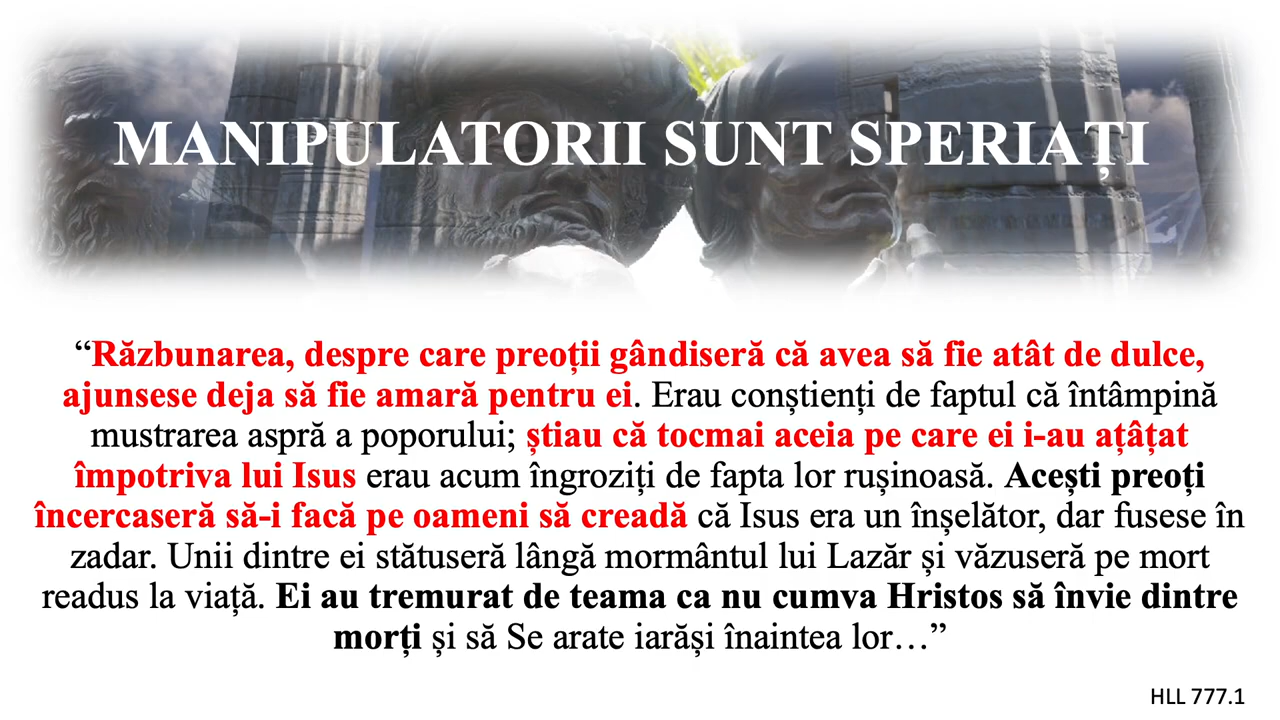 MANIPULATORII SUNT SPERIAȚI
“Răzbunarea, despre care preoții gândiseră că avea să fie atât de dulce,
ajunsese deja să fie amară pentru ei. Erau conștienți de faptul că întâmpină
mustrarea aspră a poporului; știau că tocmai aceia pe care ei i-au ațâțat
împotriva lui Isus erau acum îngroziți de fapta lor rușinoasă. Acești preoți
încercaseră să-i facă pe oameni să creadă că Isus era un înșelător, dar fusese în
zadar. Unii dintre ei stătuseră lângă mormântul lui Lazăr și văzuseră pe mort
readus la viață. Ei au tremurat de teama ca nu cumva Hristos să învie dintre
morți și să Se arate iarăși înaintea lor…”
HLL 777.1